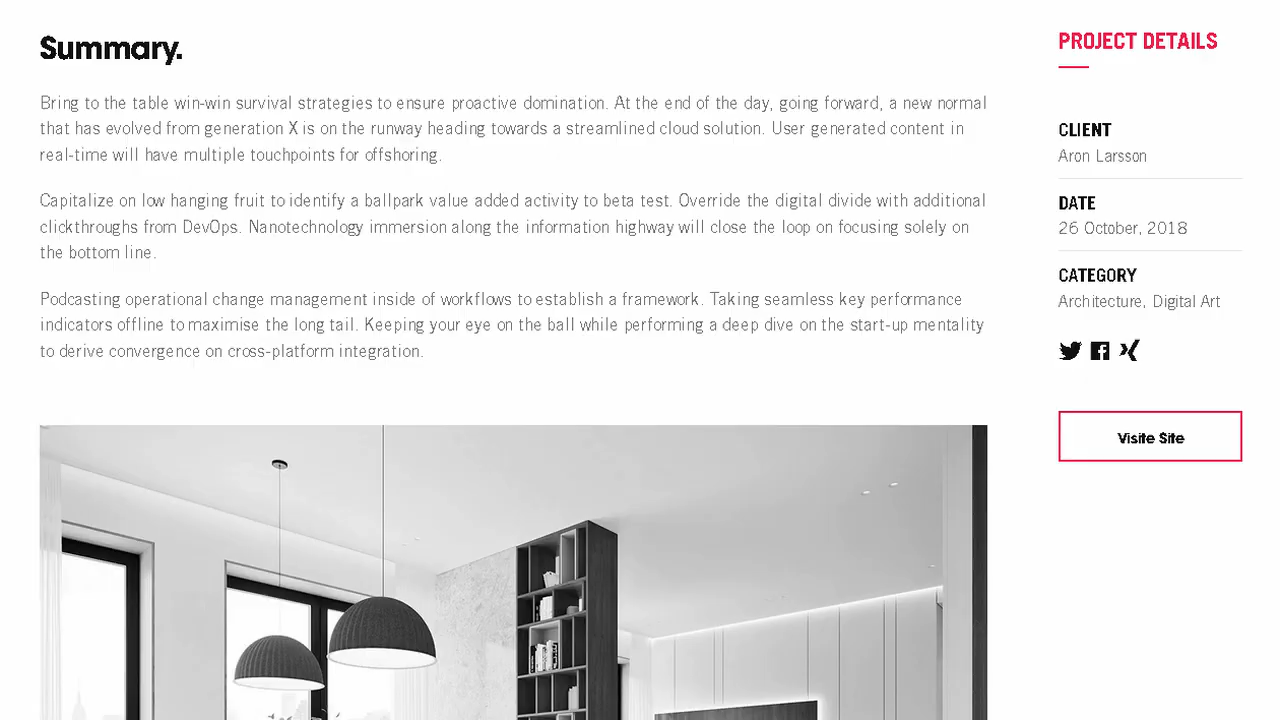 Summary.
Bring to the table win-win survival strategies to ensure proactive domination. At the end of the day, going forward, a new normal
that has evolved from generation X is on the runway heading towards a streamlined cloud solution. User generated content in
real-time will have multiple touchpoints for offshoring.
Capitalize on low hanging fruit to identify a ballpark value added activity to beta test. Override the digital divide with additional
clickthroughs from DevOps. Nanotechnology immersion along the information highway will close the loop on focusing solely on
the bottom line.
Podcasting operational change management inside of workflows to establish a framework. Taking seamless key performance
indicators offline to maximise the long tail. Keeping your eye on the ball while performing a deep dive on the start-up mentality
to derive convergence on cross-platform integration.
PROJECT DETAILS
CLIENT
Aron Larsson
DATE
26 October, 2018
CATEGORY
Architecture, Digital Art
Visite Site